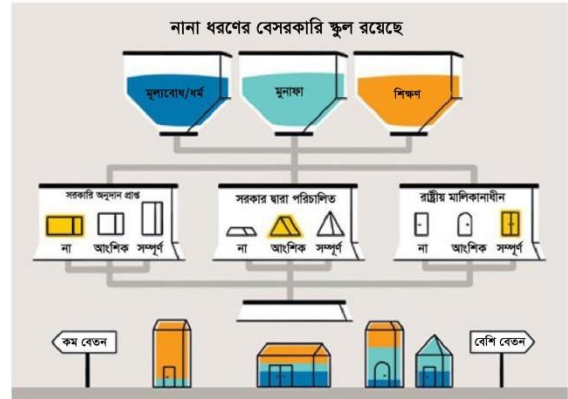 নানা ধরণের বেসরকারি স্কুল রয়েছে
মূল্যবোধ/ধর্ম
মুনাফা
শিক্ষণ
সরকারি অনুদান প্রাপ্ত
না আংশিক সম্পূর্ণ
সরকার দ্বারা পরিচালিত
না আংশিক সম্পূর্ণ
রাষ্ট্রীয় মালিকানাধীন
না আংশিক সম্পূর্ণ
কম বেতন
বেশি বেতন